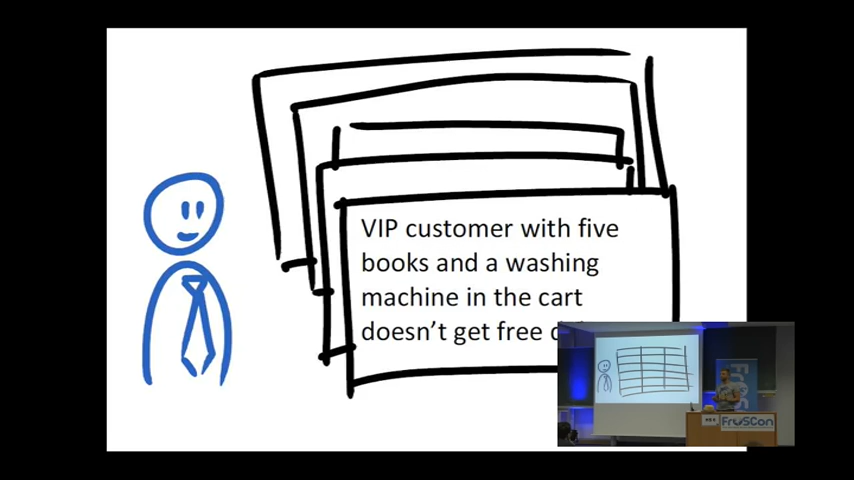 VIP customer with five
books and a washing
machine in the cart
doesn't get free
FrOSCon